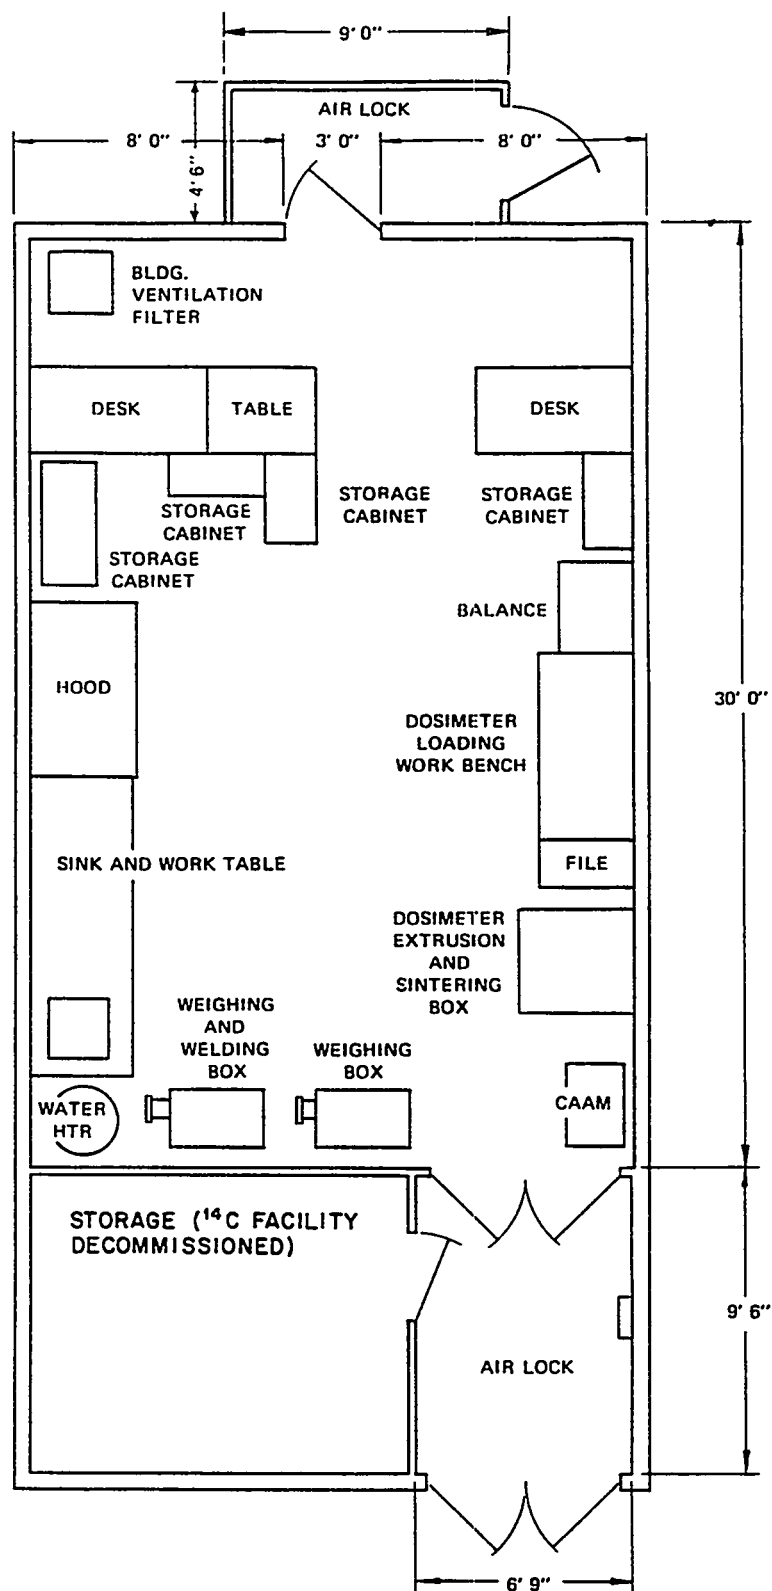 9' 0"
AIR LOCK
8' 0"
3' 0"
8' 0"
4' 6"
BLDG.
VENTILATION
FILTER
DESK
TABLE
DESK
STORAGE
CABINET
STORAGE
CABINET
STORAGE
CABINET
STORAGE
CABINET
BALANCE
HOOD
30' 0"
DOSIMETER
LOADING
WORK BENCH
SINK AND WORK TABLE
FILE
DOSIMETER
EXTRUSION
AND
SINTERING
BOX
WEIGHING
AND
WELDING
BOX
WEIGHING
BOX
WATER
HTR
CAAM
STORAGE (¹⁴C FACILITY
DECOMMISSIONED)
9' 6"
AIR LOCK
6' 9"